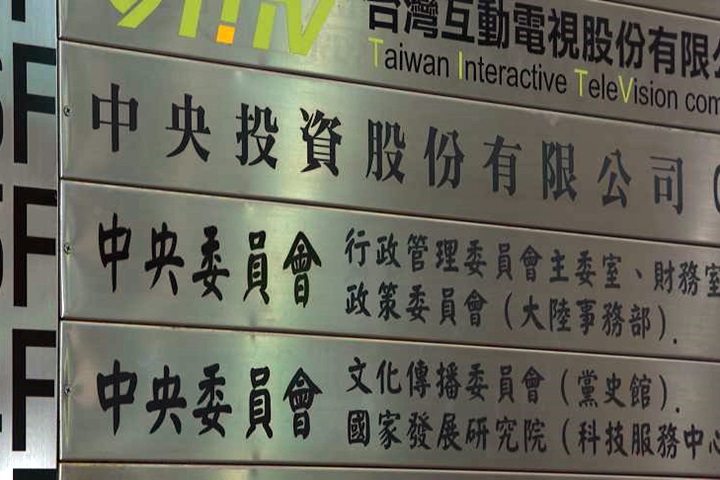 台灣互動電視股份有限公
Taiwan Interactive TeleVision com
中央投資股份有限公司
中央委員會
行政管理委員會主委室、財務室
政策委員會（大陸事務部）.
中央委員會
文化傳播委員會（黨史館）.
國家發展研究院（科技服務中心